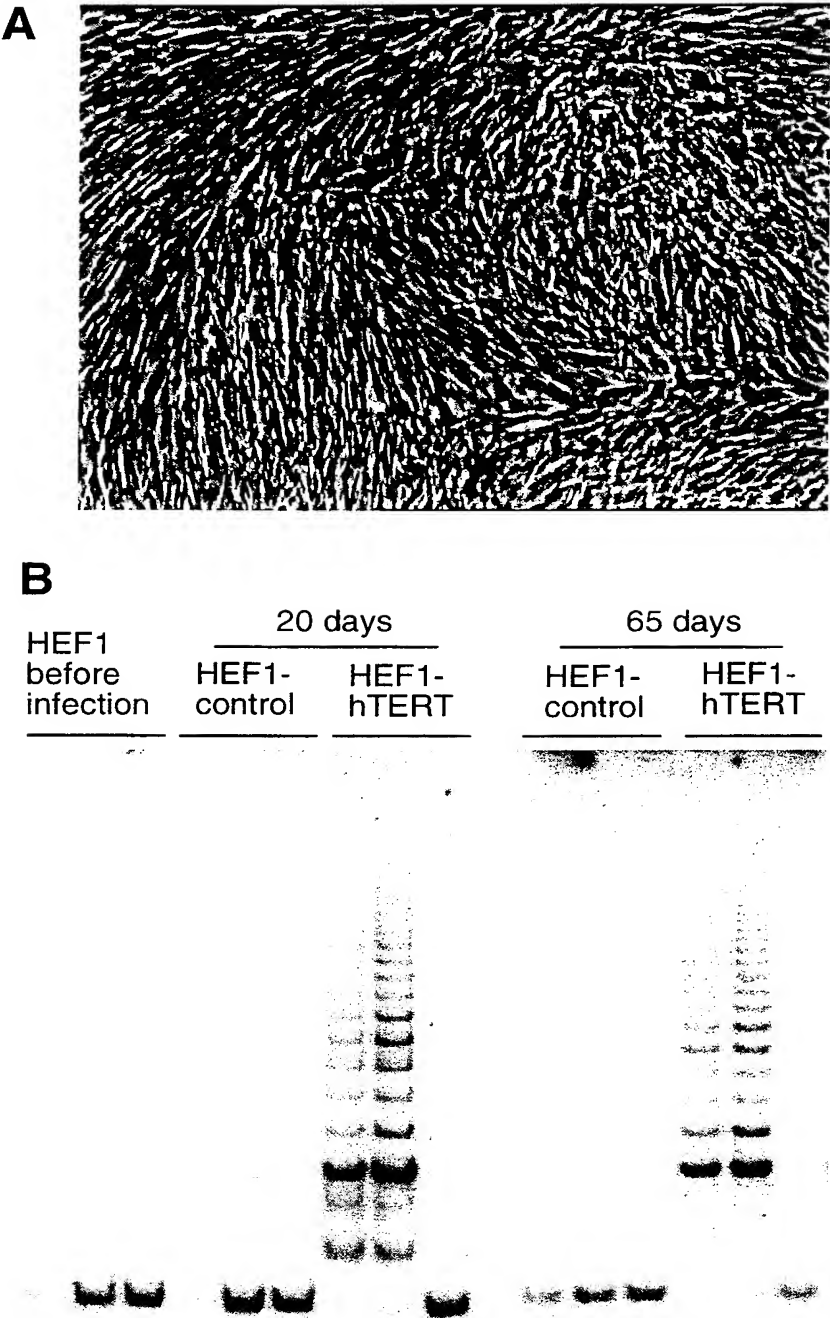 A
B
20 days
65 days
HEF1
before
infection
HEF1-
control
HEF1-
hTERT
HEF1-
control
HEF1-
hTERT